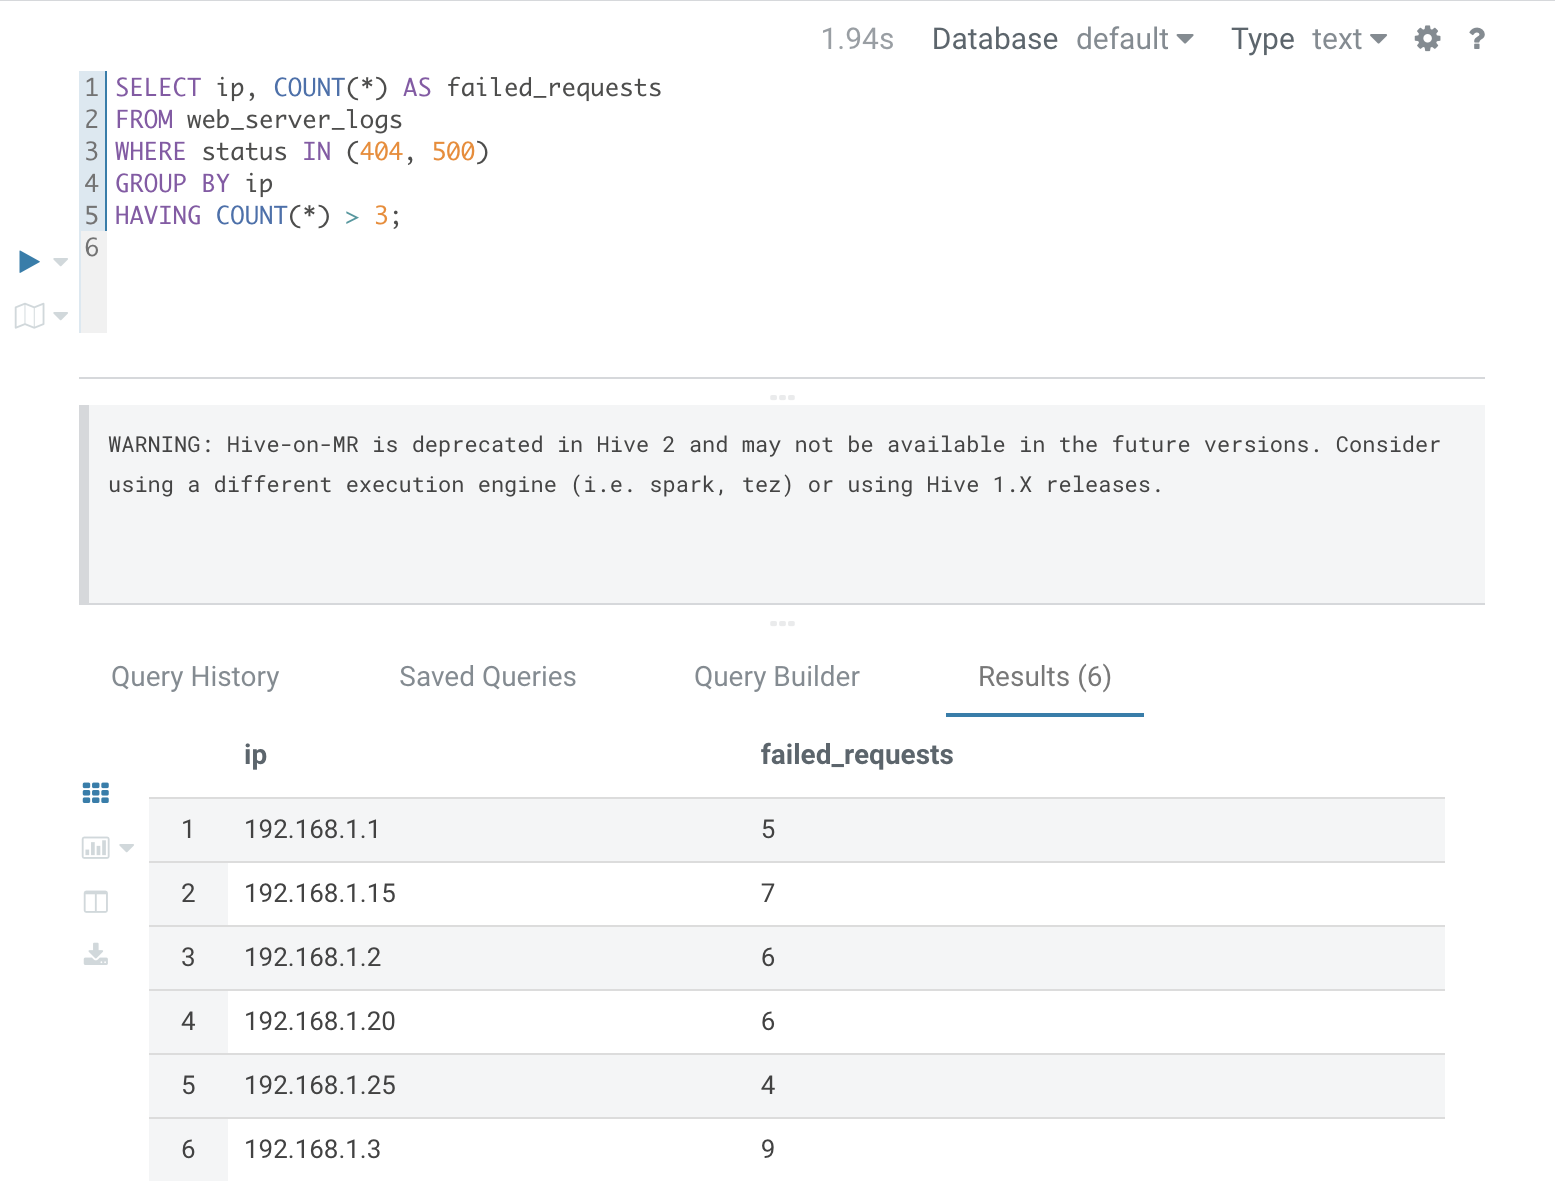 1.94s Database default Type text ?
1 SELECT ip, COUNT(*) AS failed_requests
2 FROM web_server_logs
3 WHERE status IN (404, 500)
4 GROUP BY ip
5 HAVING COUNT(*) > 3;
6
WARNING: Hive-on-MR is deprecated in Hive 2 and may not be available in the future versions. Consider
using a different execution engine (i.e. spark, tez) or using Hive 1.X releases.
Query History Saved Queries Query Builder Results (6)
ip failed_requests
1 192.168.1.1 5
2 192.168.1.15 7
3 192.168.1.2 6
4 192.168.1.20 6
5 192.168.1.25 4
6 192.168.1.3 9